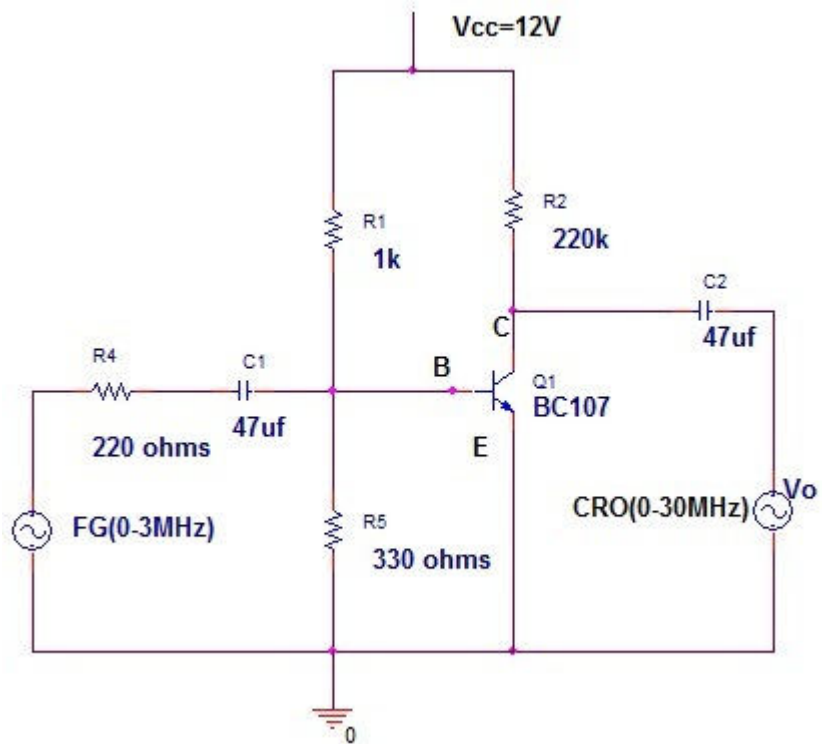 Vcc=12V
R1
1k
R2
220k
C2
47uf
C
B
Q1
BC107
E
R4
220 ohms
C1
47uf
FG(0-3MHz)
R5
330 ohms
CRO(0-30MHz)
Vo
0